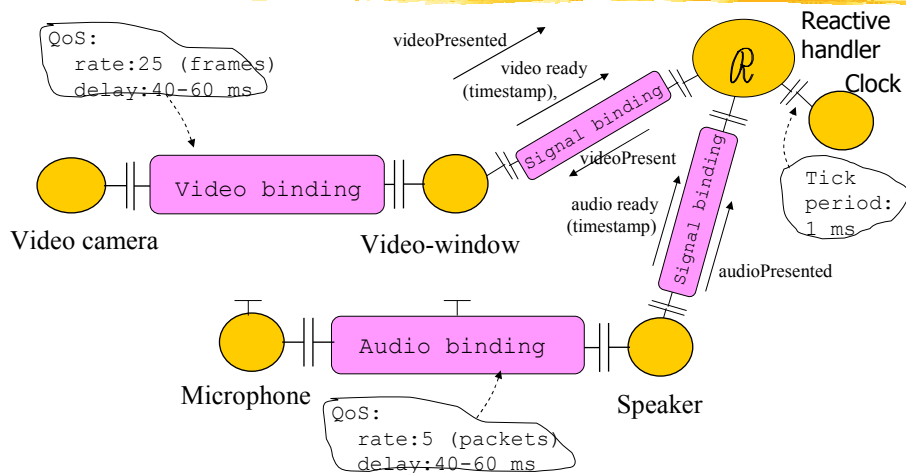 QoS:
rate:25 (frames)
delay:40-60 ms
videoPresented
video ready
(timestamp),
Reactive
handler
R
Clock
Signal binding
videoPresent
Video binding
Video camera
Video-window
audio ready
(timestamp)
Signal binding
audioPresented
Tick
period:
1 ms
Audio binding
Microphone
Speaker
QoS:
rate:5 (packets)
delay:40-60 ms